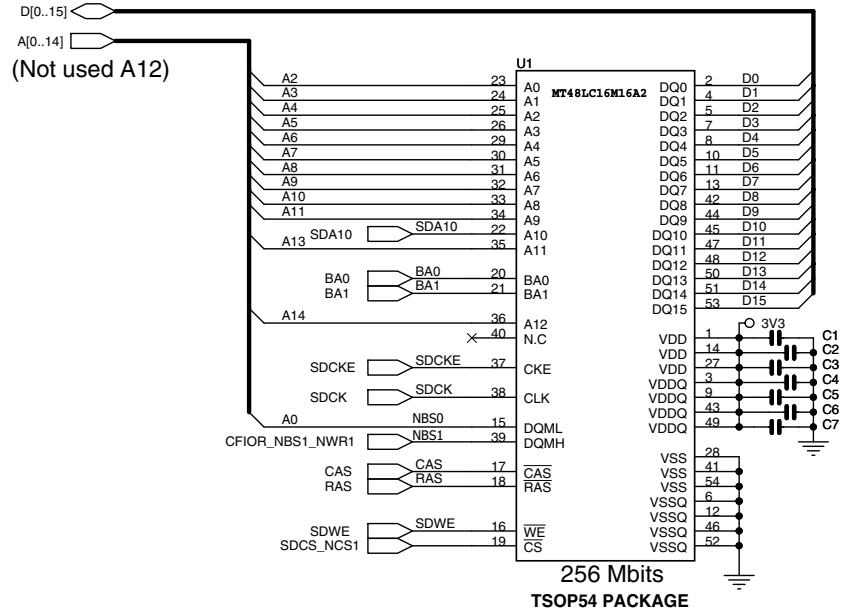 D[0..15]
A[0..14]
(Not used A12)
U1
MT48LC16M16A2
A2 23 A0 DQ0 2 D0
A3 24 A1 DQ1 4 D1
A4 25 A2 DQ2 5 D2
A5 26 A3 DQ3 7 D3
A6 29 A4 DQ4 8 D4
A7 30 A5 DQ5 10 D5
A8 31 A6 DQ6 11 D6
A9 32 A7 DQ7 13 D7
A10 33 A8 DQ8 42 D8
A11 34 A9 DQ9 44 D9
SDA10 SDA10 22 A10 DQ10 45 D10
A13 35 A11 DQ11 47 D11
DQ12 48 D12
BA0 BA0 20 BA0 DQ13 50 D13
BA1 BA1 21 BA1 DQ14 51 D14
DQ15 53 D15
A14 36 A12 3V3
40 N.C VDD 1 C1
VDD 14 C2
SDCKE SDCKE 37 CKE VDD 27 C3
VDDQ 3 C4
SDCK SDCK 38 CLK VDDQ 9 C5
VDDQ 43 C6
A0 NBS0 15 DQML VDDQ 49 C7
CFIOR_NBS1_NWR1 NBS1 39 DQMH
VSS 28
CAS CAS 17 CAS VSS 41
RAS RAS 18 RAS VSS 54
VSSQ 6
VSSQ 12
SDWE SDWE 16 WE VSSQ 46
SDCS_NCS1 19 CS VSSQ 52
256 Mbits
TSOP54 PACKAGE